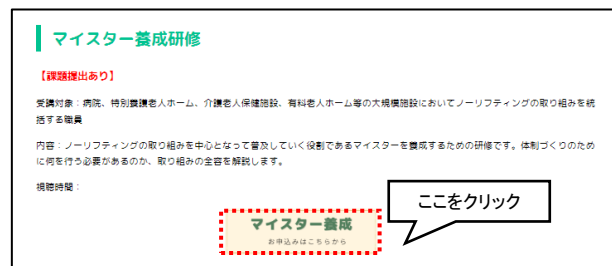 マイスター養成研修
【課題提出あり】
受講対象：病院、特別養護老人ホーム、介護老人保健施設、有料老人ホーム等の大規模施設においてノーリフティングの取り組みを統
括する職員
内容：ノーリフティングの取り組みを中心となって普及していく役割であるマイスターを養成するための研修です。体制づくりのため
に何を行う必要があるのか、取り組みの全容を解説します。
視聴時間：
ここをクリック
マイスター養成
お申込みはこちらから